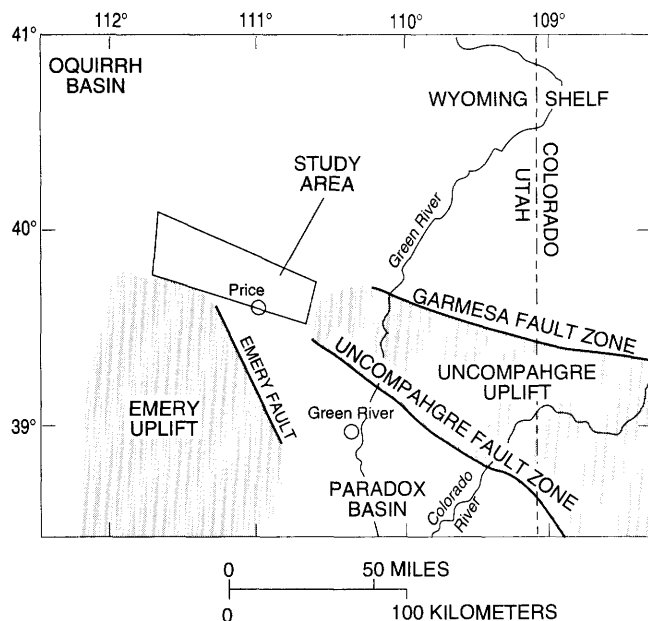 112° 111° 110° 109°
41°
OQUIRRH
BASIN
WYOMING SHELF
COLORADO
UTAH
STUDY
AREA
Green River
40°
Price
GARMESA FAULT ZONE
UNCOMPAHGRE FAULT ZONE
UNCOMPAHGRE
UPLIFT
EMERY FAULT
EMERY
UPLIFT
Green River
39°
PARADOX
BASIN
Colorado
River
0 50 MILES
0 100 KILOMETERS